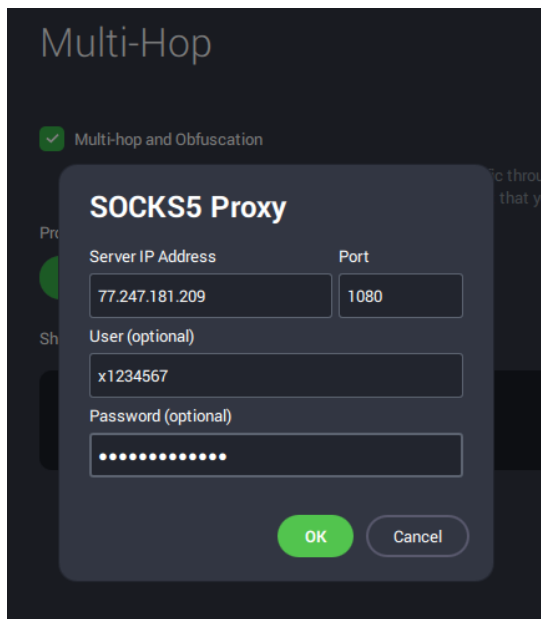 Multi-Hop
Multi-hop and Obfuscation
SOCKS5 Proxy
Server IP Address Port
77.247.181.209 1080
User (optional)
x1234567
Password (optional)
•••••••••••••
OK Cancel